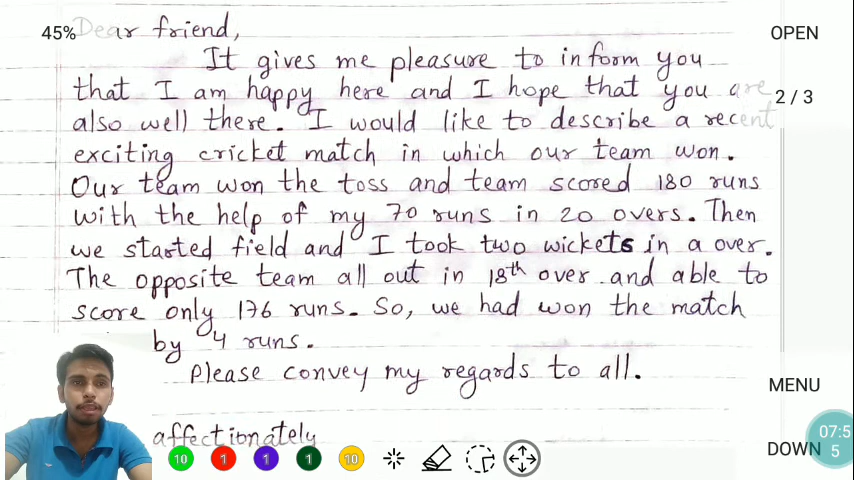 45%
Dear friend,
OPEN
It gives me pleasure to inform you
that I am happy here and I hope that you are
2 / 3
also well there. I would like to describe a recent
exciting cricket match in which our team won.
Our team won the toss and team scored 180 runs
with the help of my 70 runs in 20 overs. Then
we started field and I took two wickets in a over.
The opposite team all out in 18th over and able to
score only 176 runs. So, we had won the match
by 4 runs.
Please convey my regards to all.
MENU
affectionately
DOWN
07:5
5
10
1
1
1
10